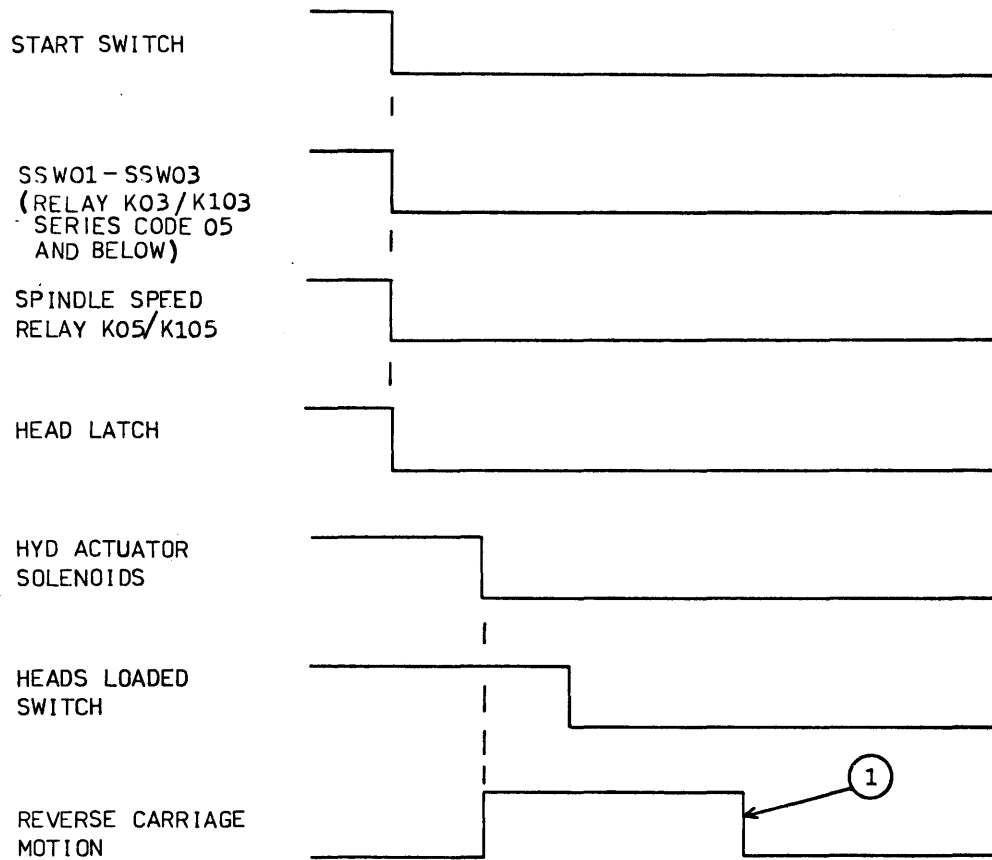 START SWITCH
SSW01-SSW03
(RELAY K03/K103
SERIES CODE 05
AND BELOW)
SPINDLE SPEED
RELAY K05/K105
HEAD LATCH
HYD ACTUATOR
SOLENOIDS
HEADS LOADED
SWITCH
1
REVERSE CARRIAGE
MOTION